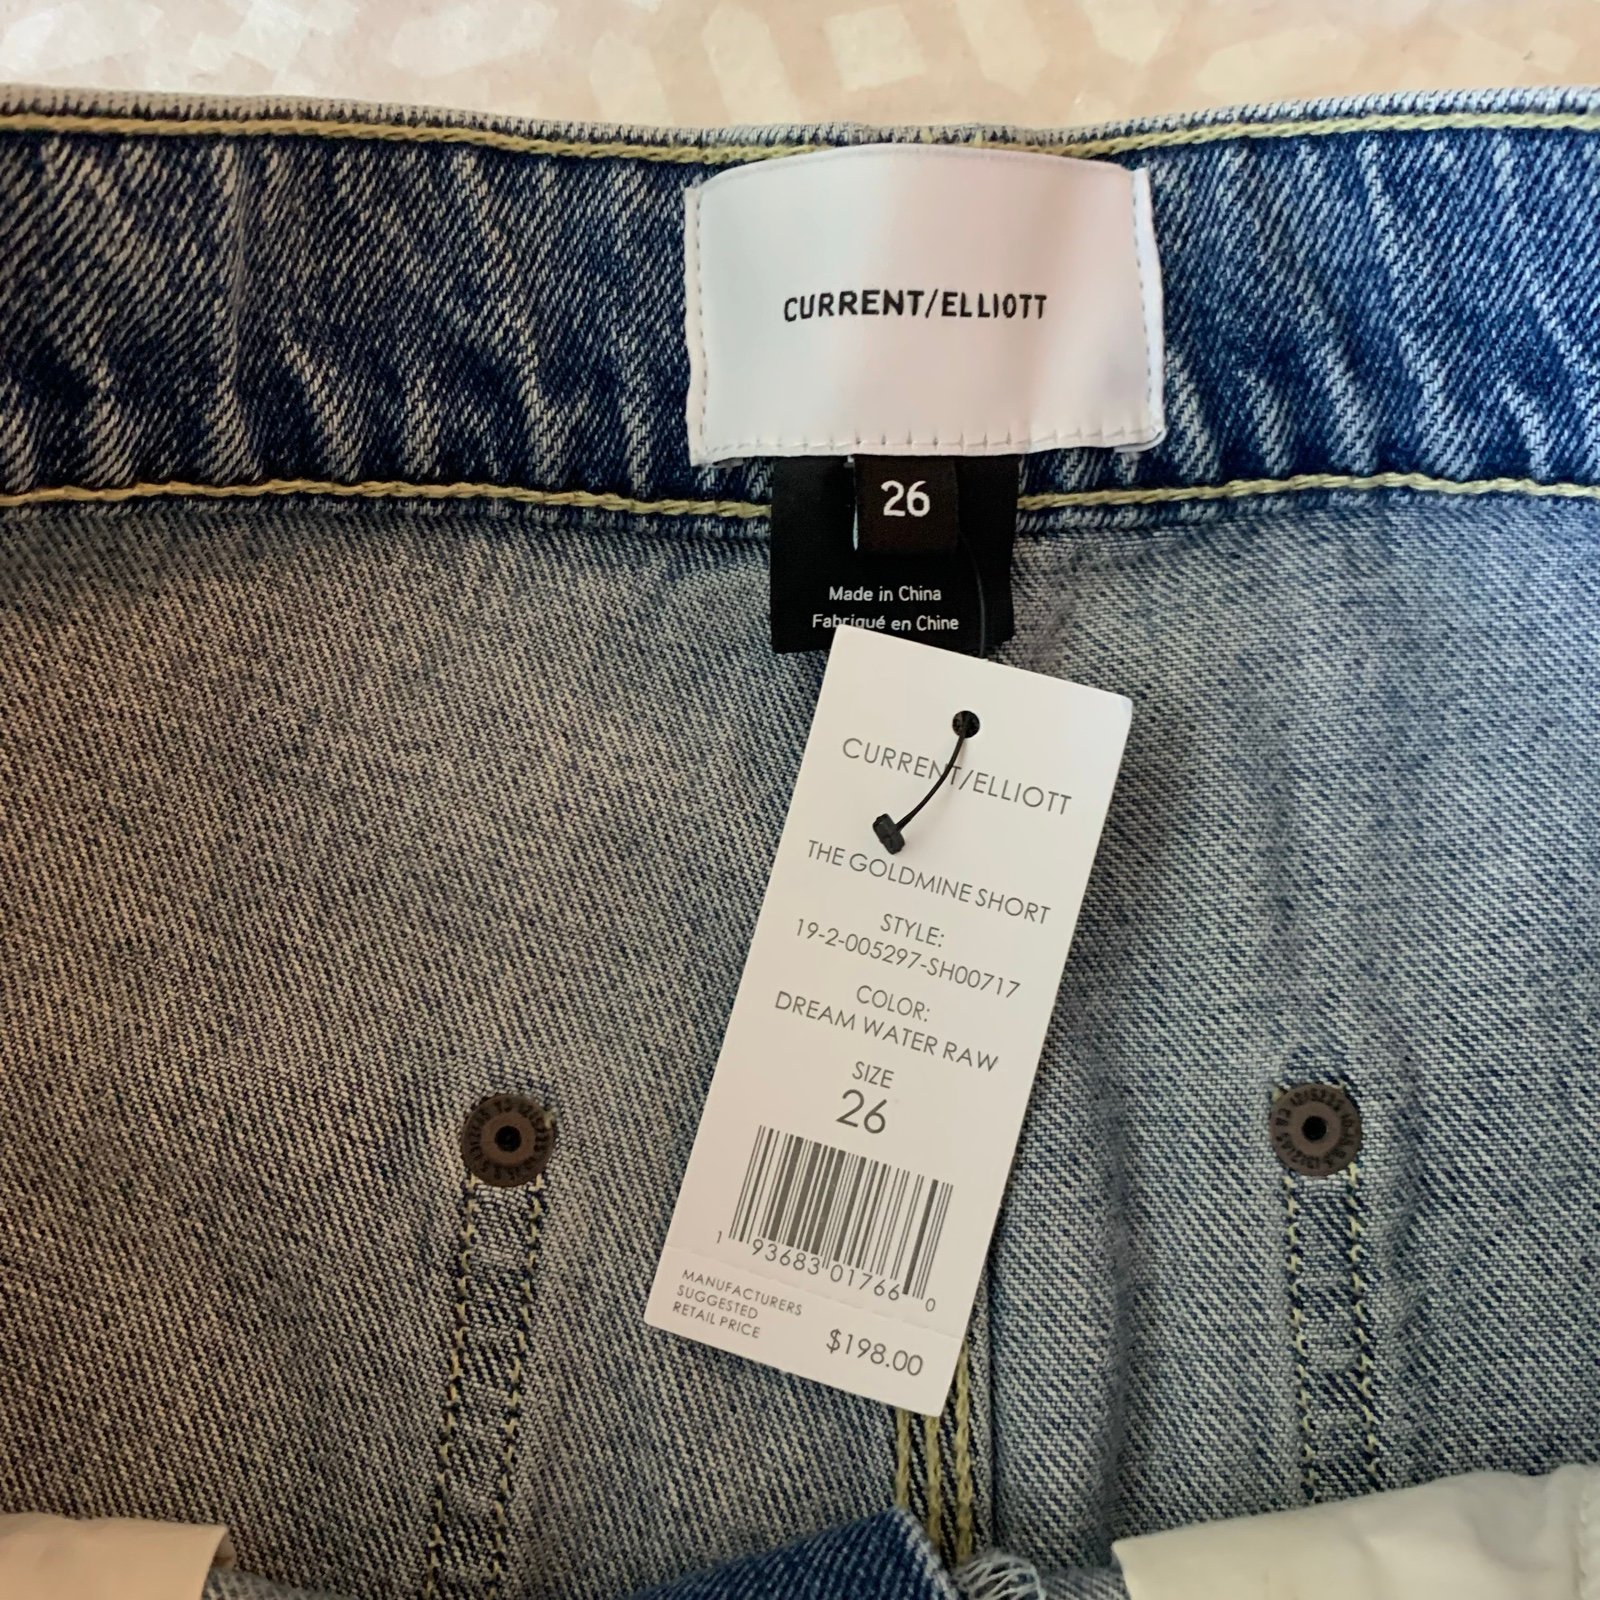 CURRENT/ELLIOTT
26
Made in China
Fabriqué en Chine
CURRENT/ELLIOTT
THE GOLDMINE SHORT
STYLE:
19-2-005297-SH00717
COLOR:
DREAM WATER RAW
SIZE
26
1 93683 01766 0
MANUFACTURERS
SUGGESTED
RETAIL PRICE
$198.00